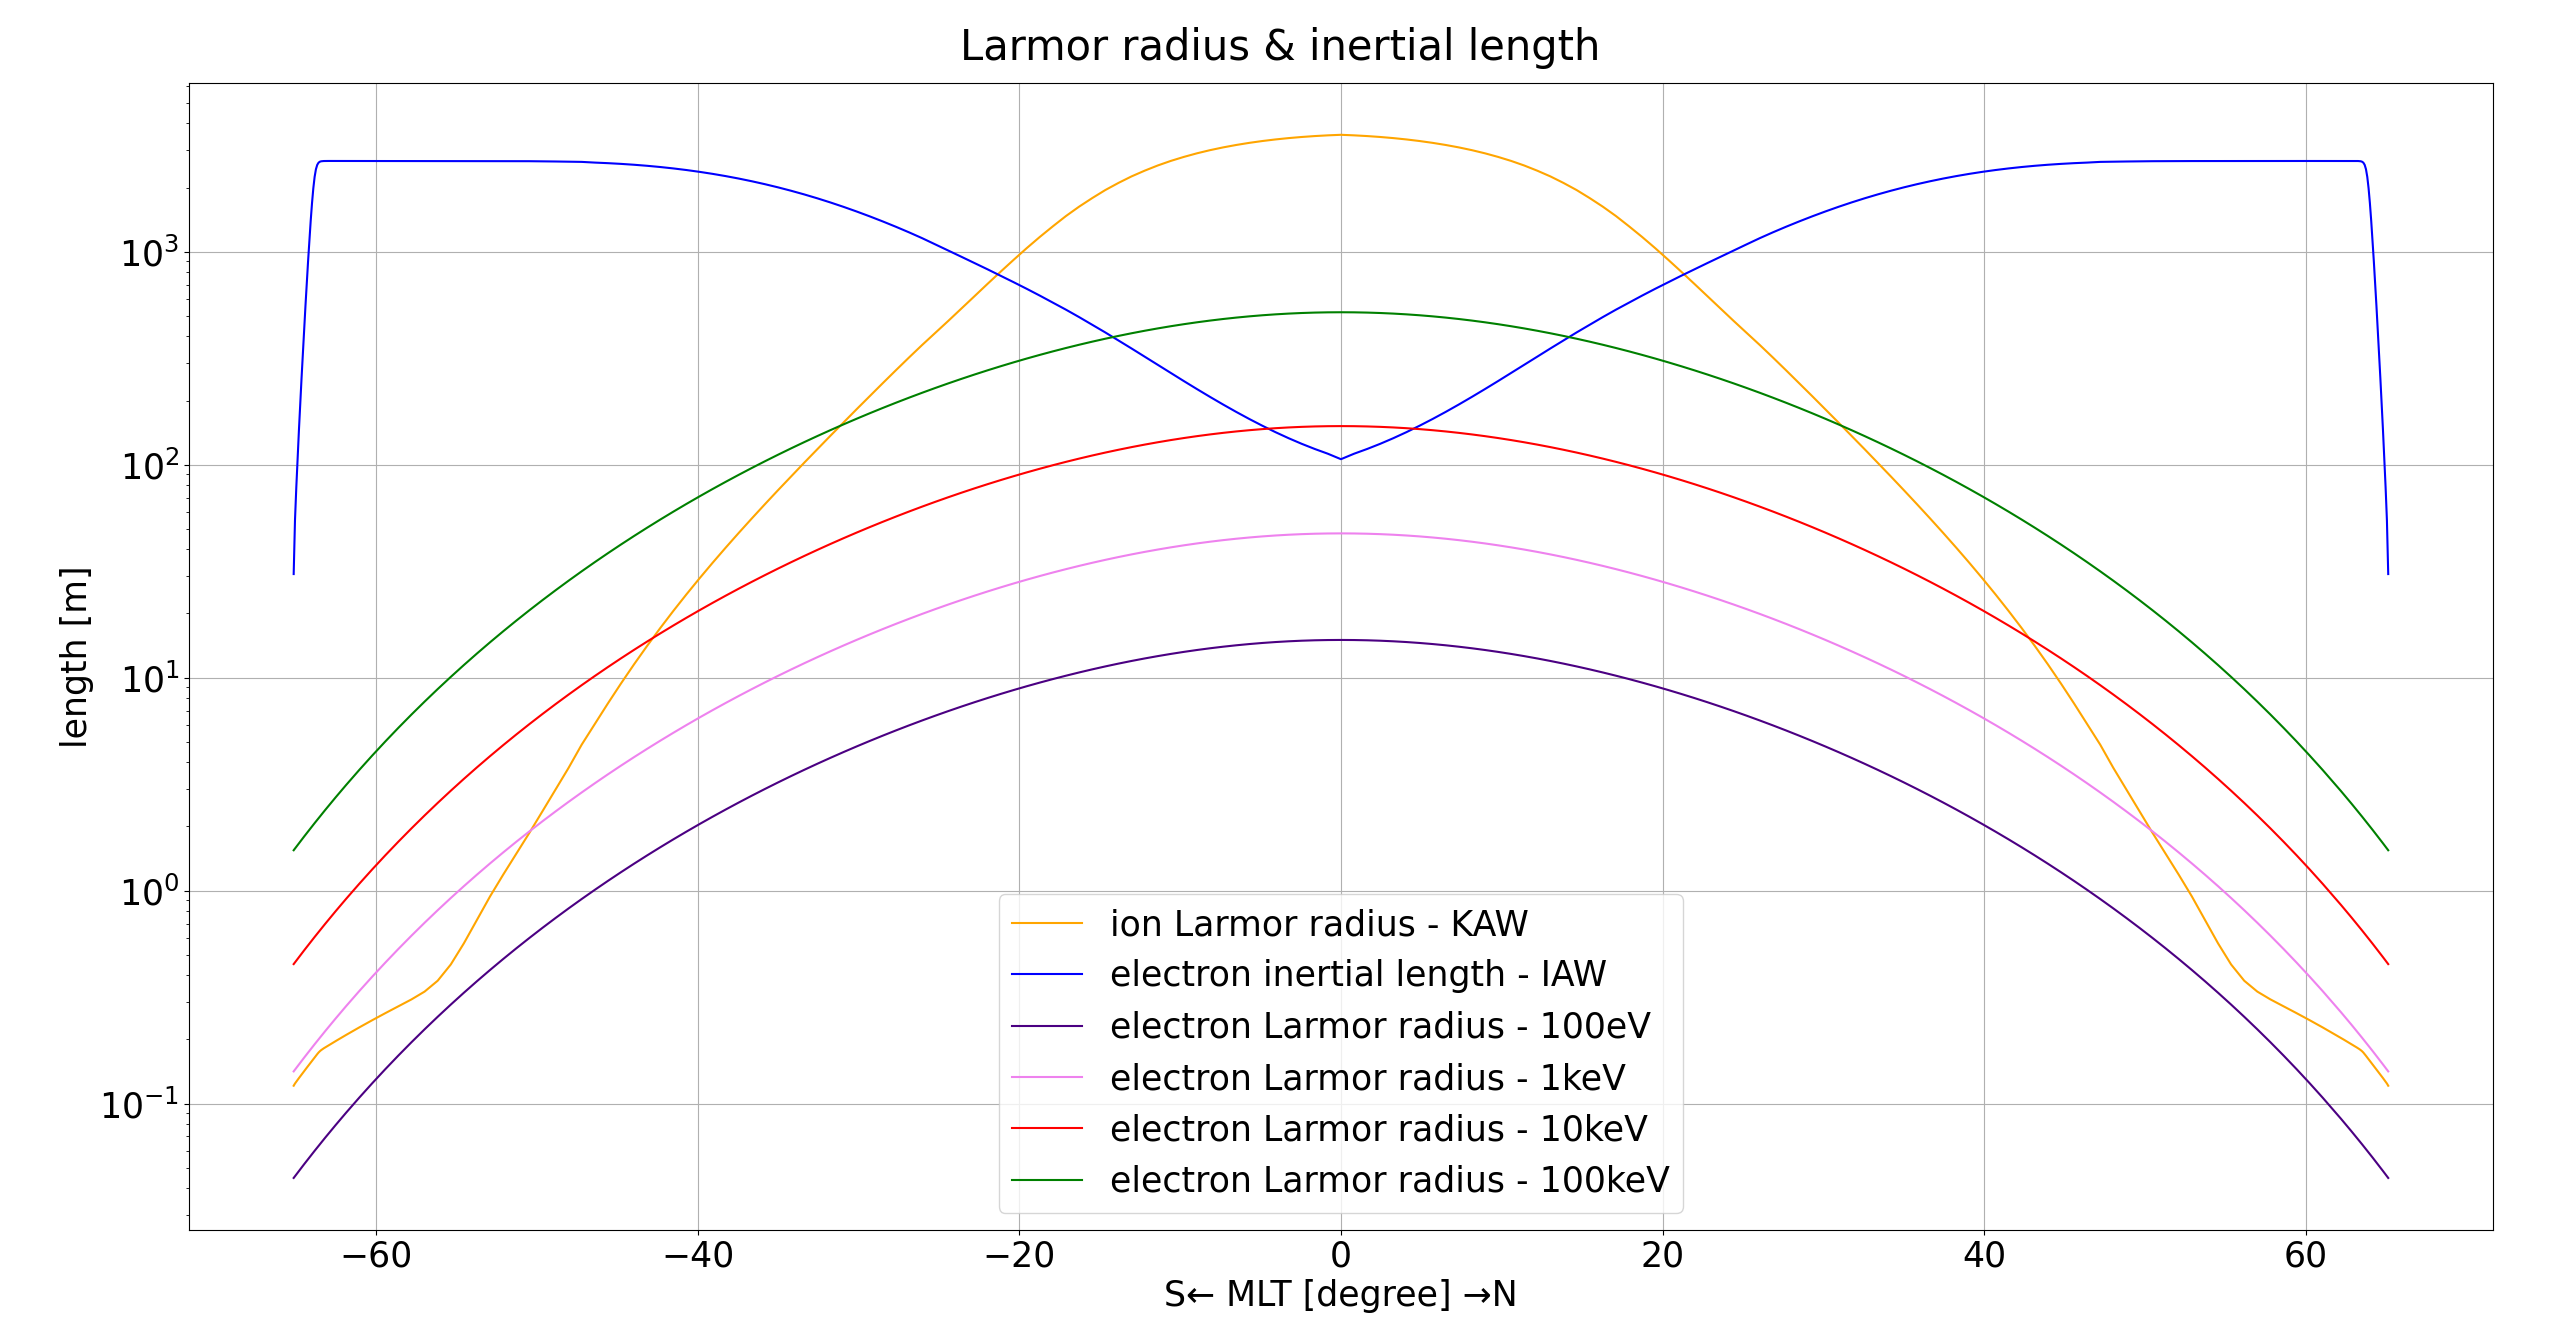 Larmor radius & inertial length
length [m]
10³
10²
10¹
10⁰
10⁻¹
ion Larmor radius - KAW
electron inertial length - IAW
electron Larmor radius - 100eV
electron Larmor radius - 1keV
electron Larmor radius - 10keV
electron Larmor radius - 100keV
−60 −40 −20 0 20 40 60
S← MLT [degree] →N